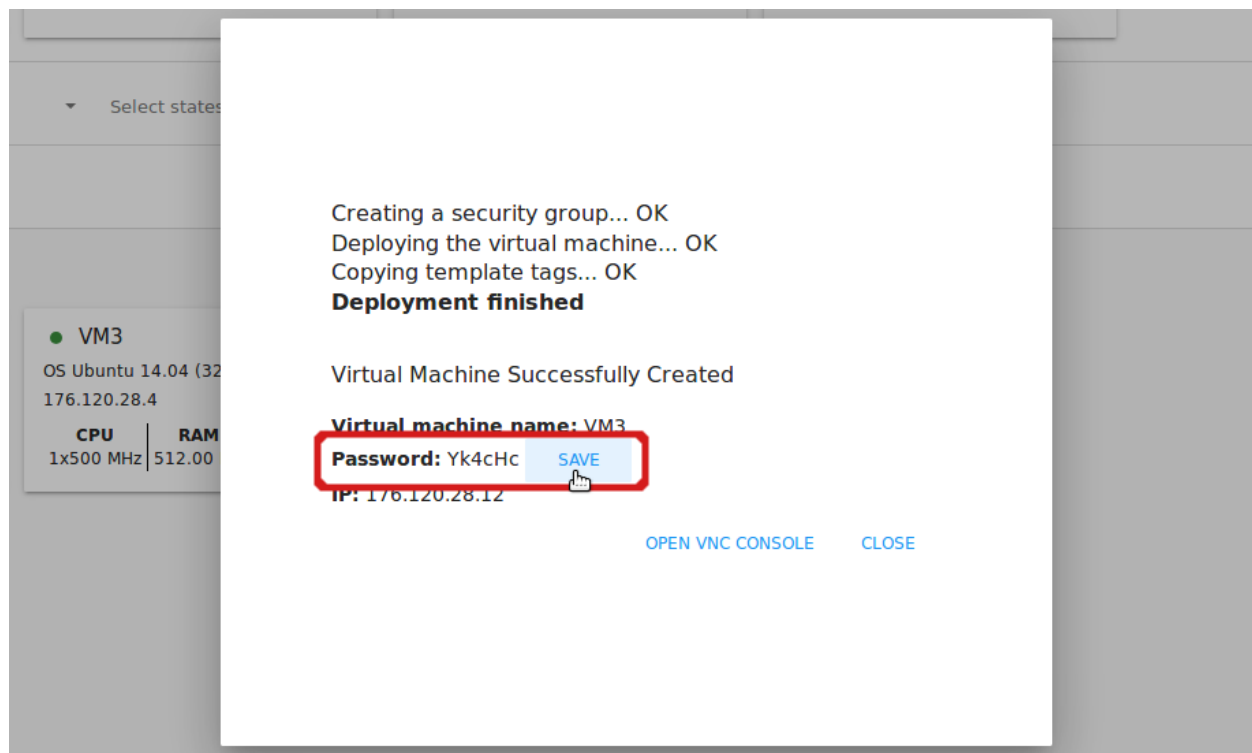 Select states
Creating a security group... OK
Deploying the virtual machine... OK
Copying template tags... OK
Deployment finished
Virtual Machine Successfully Created
Virtual machine name: VM3
Password: Yk4cHc SAVE
IP: 176.120.28.12
OPEN VNC CONSOLE CLOSE
VM3
OS Ubuntu 14.04 (32
176.120.28.4
CPU RAM
1x500 MHz 512.00